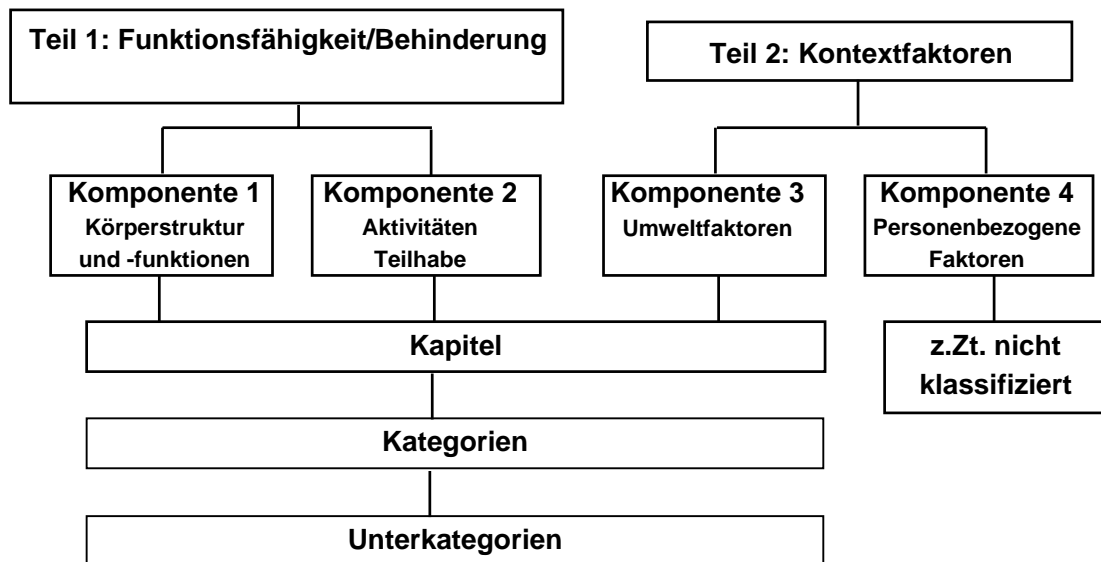 Teil 1: Funktionsfähigkeit/Behinderung
Teil 2: Kontextfaktoren
Komponente 1
Körperstruktur
und -funktionen
Komponente 2
Aktivitäten
Teilhabe
Komponente 3
Umweltfaktoren
Komponente 4
Personenbezogene
Faktoren
Kapitel
z.Zt. nicht
klassifiziert
Kategorien
Unterkategorien